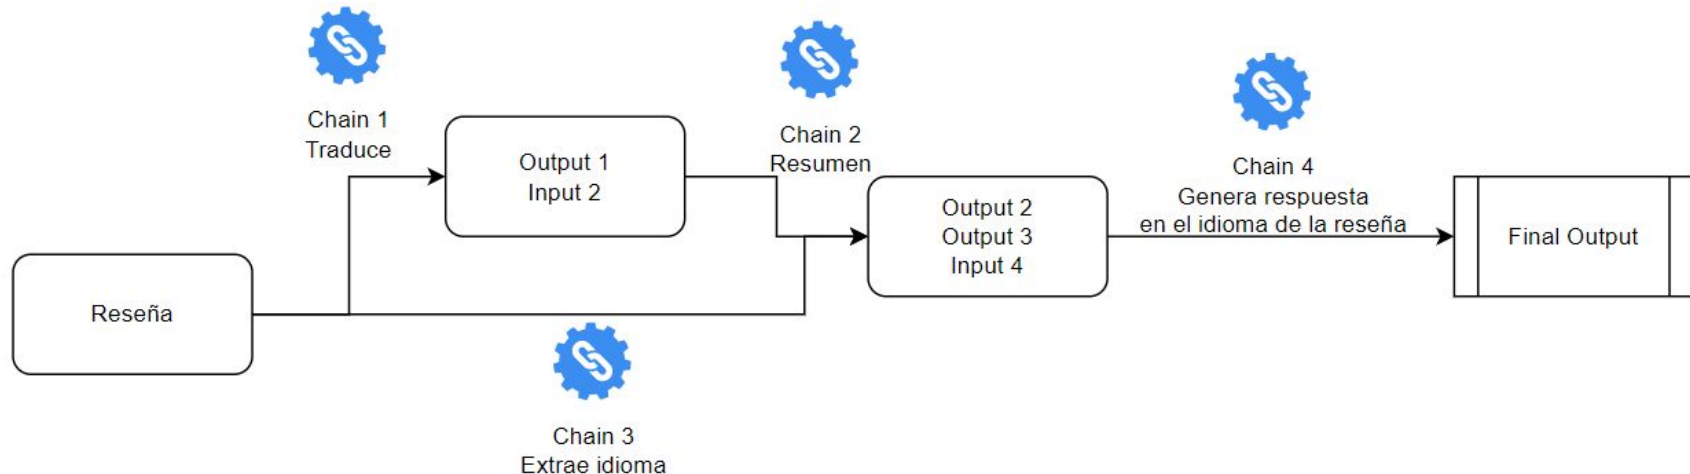 Chain 1
Traduce
Output 1
Input 2
Chain 2
Resumen
Chain 4
Genera respuesta
en el idioma de la reseña
Output 2
Output 3
Input 4
Final Output
Reseña
Chain 3
Extrae idioma